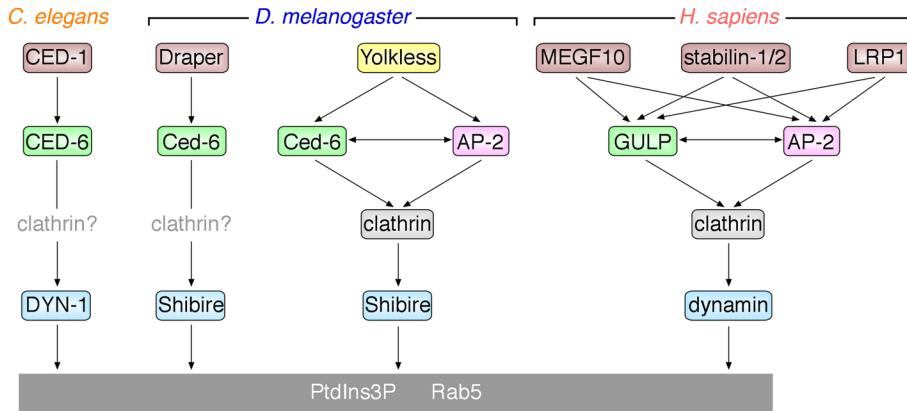 C. elegans D. melanogaster H. sapiens
CED-1 Draper Yolkless MEGF10 stabilin-1/2 LRP1
CED-6 Ced-6 Ced-6 AP-2 GULP AP-2
clathrin? clathrin? clathrin clathrin
DYN-1 Shibire Shibire dynamin
PtdIns3P Rab5